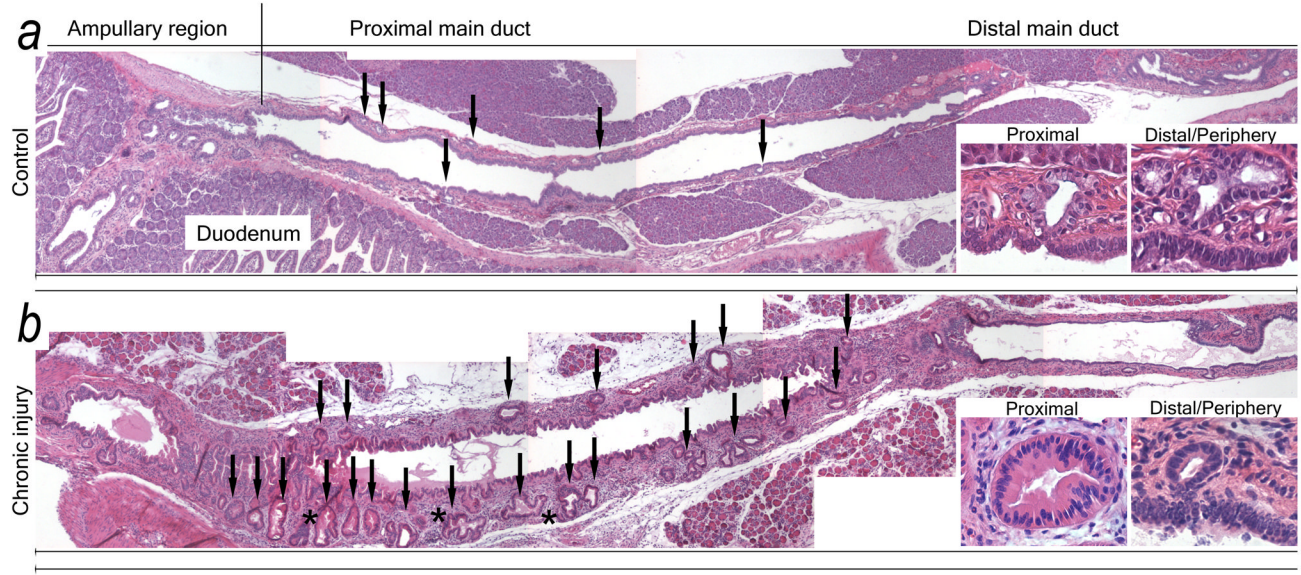 a
Ampullary region
Proximal main duct
Distal main duct
Control
Duodenum
Proximal
Distal/Periphery
b
Chronic injury
* * *
Proximal
Distal/Periphery